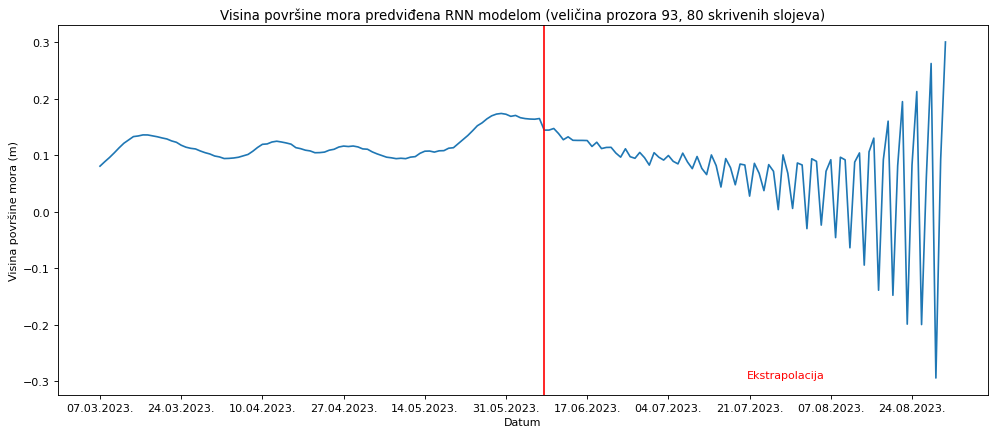 Visina površine mora predviđena RNN modelom (veličina prozora 93, 80 skrivenih slojeva)
Visina površine mora (m)
0.3
0.2
0.1
0.0
−0.1
−0.2
−0.3
Ekstrapolacija
07.03.2023. 24.03.2023. 10.04.2023. 27.04.2023. 14.05.2023. 31.05.2023. 17.06.2023. 04.07.2023. 21.07.2023. 07.08.2023. 24.08.2023.
Datum